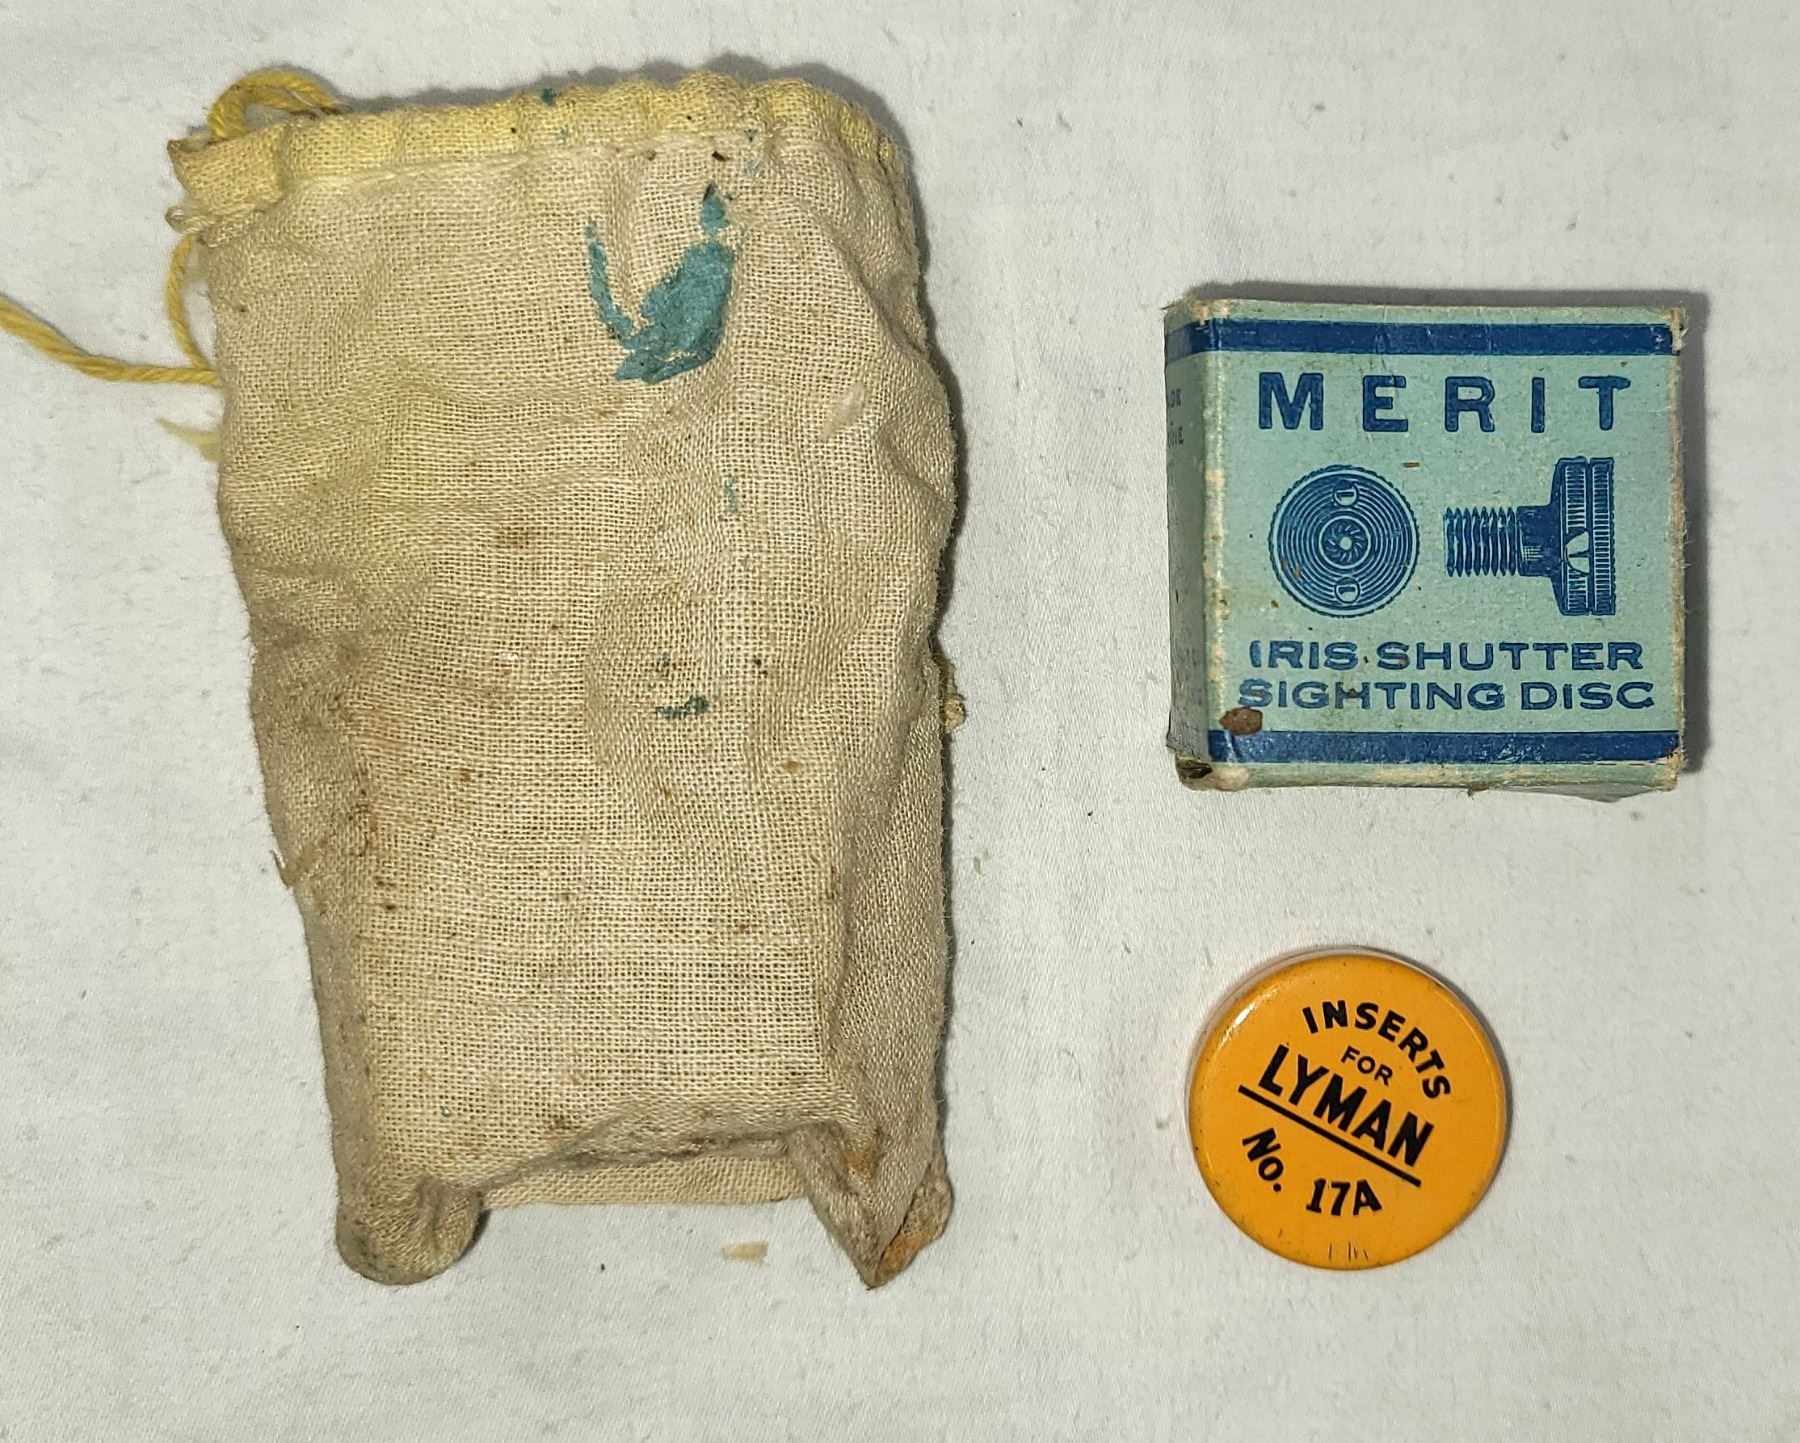 MERIT
IRIS SHUTTER
SIGHTING DISC
INSERTS
FOR
LYMAN
No. 17A